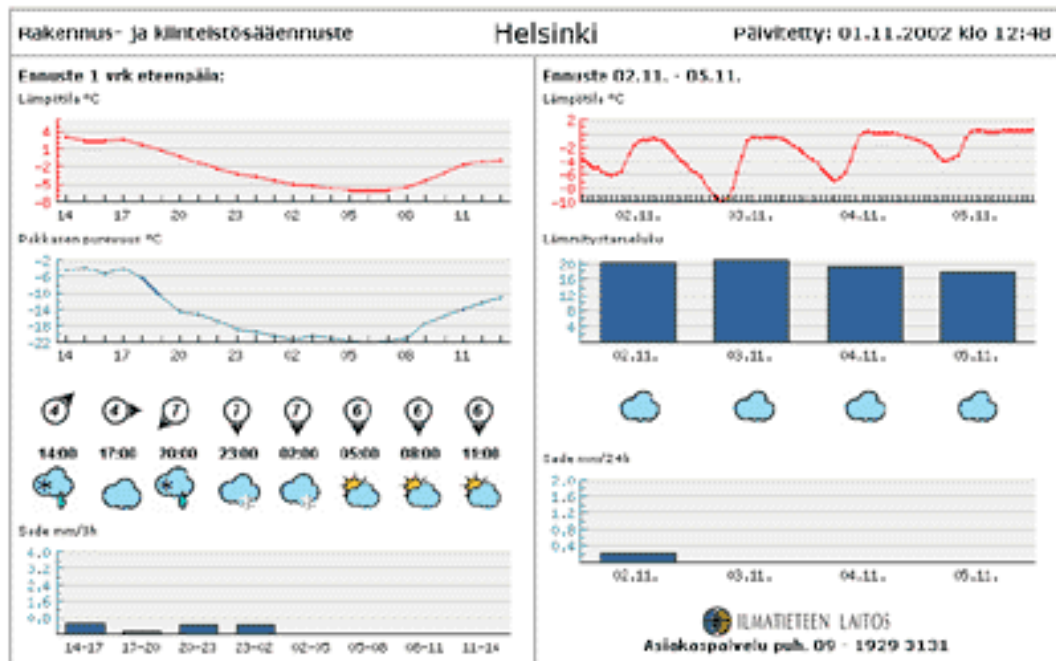 Rakennus- ja kiinteistösääennuste
Helsinki
Päivitetty: 01.11.2002 klo 12:48
Ennuste 1 vrk eteenpäin:
Lämpötila °C
4
1
-2
-5
-8
14 17 20 23 02 05 08 11
Pakkasen purevuus °C
-2
-6
-10
-14
-18
-22
14 17 20 23 02 05 08 11
4 4 7 7 7 6 6 6
14:00 17:00 20:00 23:00 02:00 05:00 08:00 11:00
Sade mm/3h
4.0
3.2
2.4
1.6
0.8
14-17 17-20 20-23 23-02 02-05 05-08 08-11 11-14
Ennuste 02.11. - 05.11.
Lämpötila °C
2
-2
-4
-6
-8
-10
02.11. 03.11. 04.11. 05.11.
Lämmitystarveluku
20
16
12
8
4
02.11. 03.11. 04.11. 05.11.
Sade mm/24h
2.0
1.6
1.2
0.8
0.4
02.11. 03.11. 04.11. 05.11.
ILMATIETEEN LAITOS
Asiakaspalvelu puh. 09 - 1929 3131